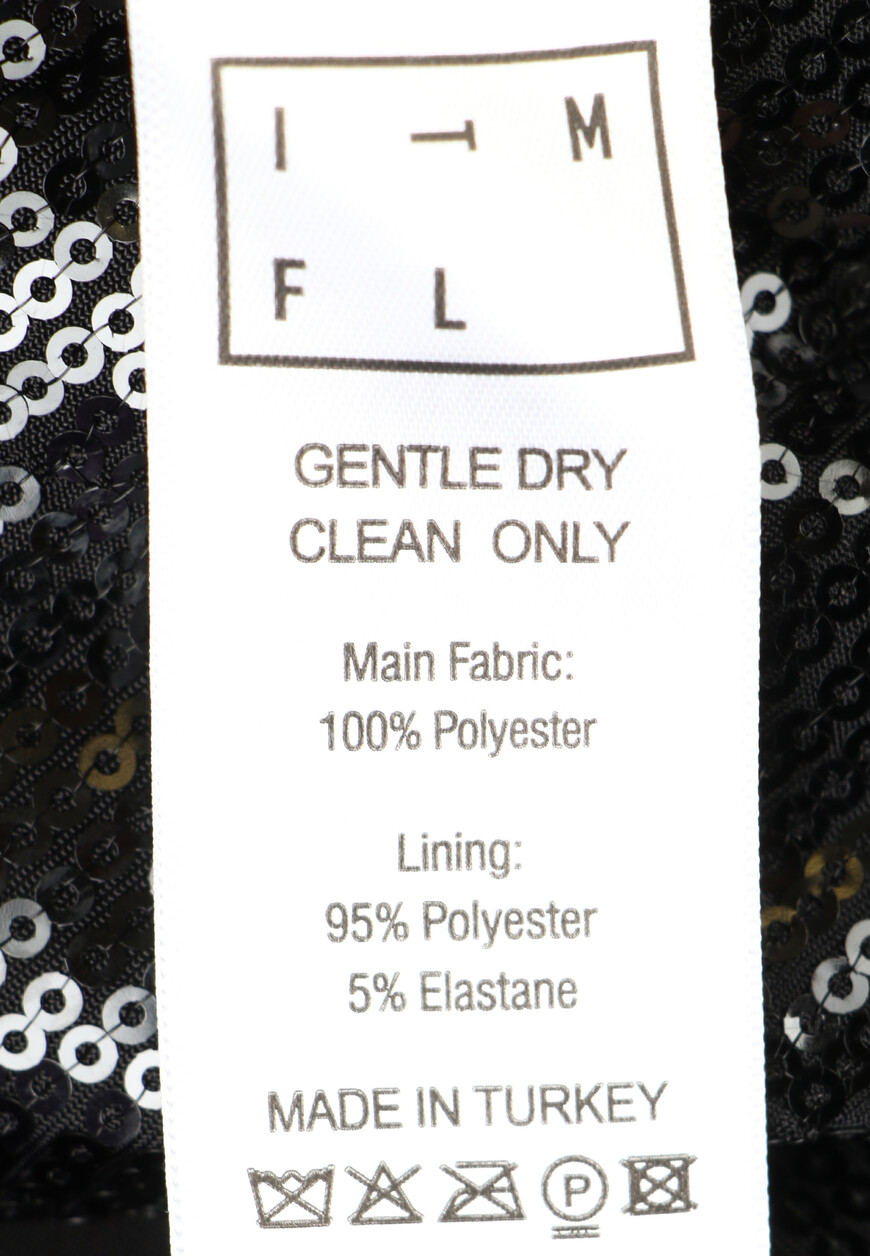 I T M
F L
GENTLE DRY
CLEAN ONLY
Main Fabric:
100% Polyester
Lining:
95% Polyester
5% Elastane
MADE IN TURKEY
P